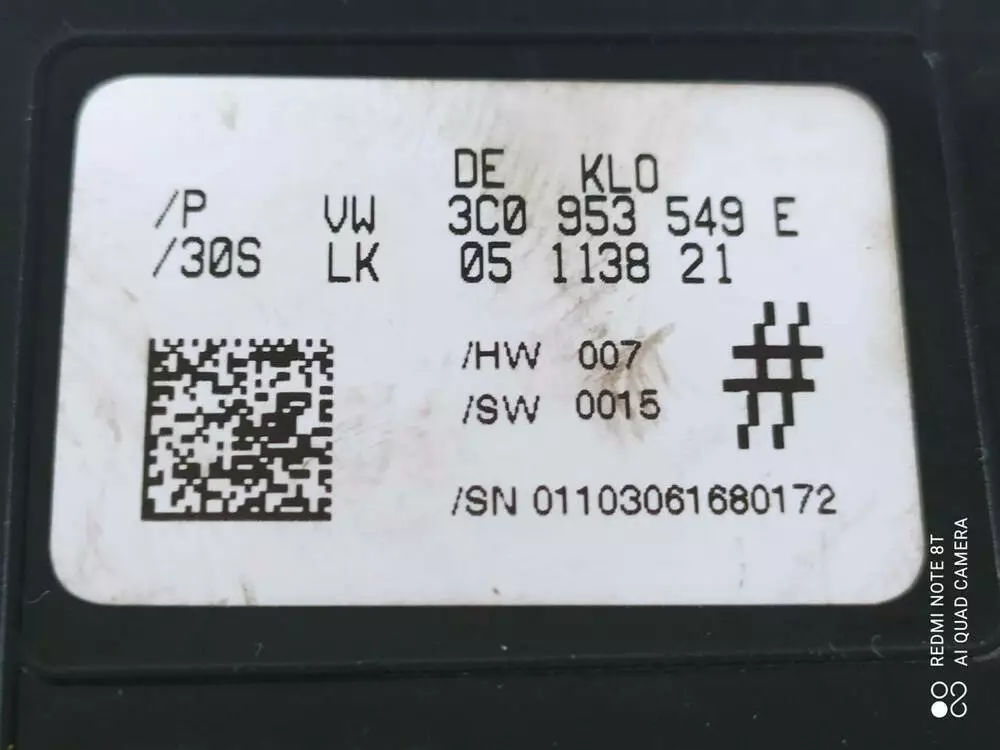 DE KLO
/P VW 3C0 953 549 E
/30S LK 05 1138 21
/HW 007
#
/SW 0015
/SN 01103061680172
REDMI NOTE 8T
AI QUAD CAMERA